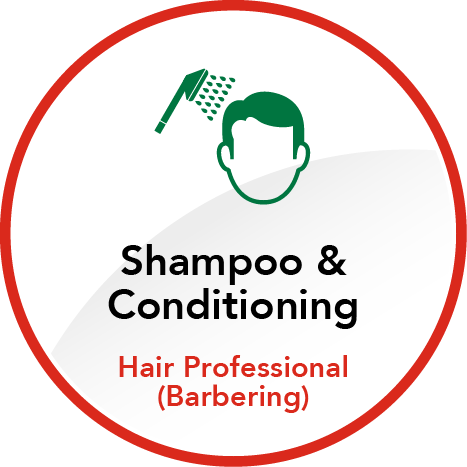 Shampoo &
Conditioning
Hair Professional
(Barbering)